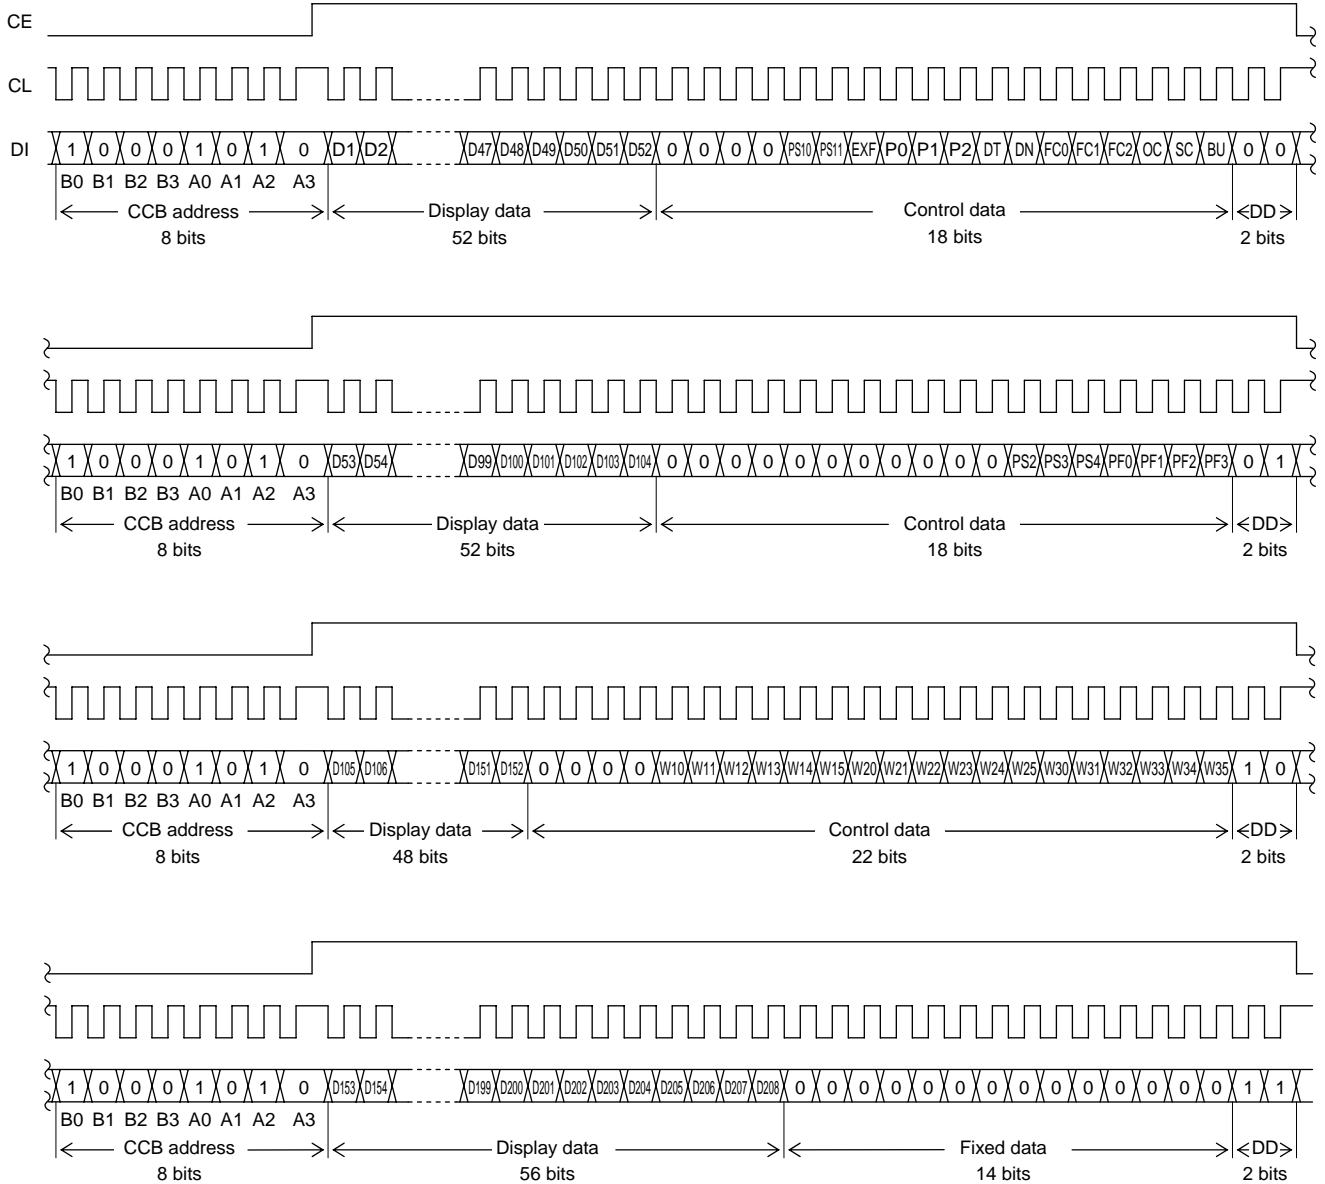 CE
CL
DI 1 0 0 0 1 0 1 0 D1 D2 D47 D48 D49 D50 D51 D52 0 0 0 0 PS10 PS11 EXF P0 P1 P2 DT DN FC0 FC1 FC2 OC SC BU 0 0
B0 B1 B2 B3 A0 A1 A2 A3
CCB address Display data Control data DD
8 bits 52 bits 18 bits 2 bits
1 0 0 0 1 0 1 0 D53 D54 D99 D100 D101 D102 D103 D104 0 0 0 0 0 0 0 0 0 0 0 PS2 PS3 PS4 PF0 PF1 PF2 PF3 0 1
B0 B1 B2 B3 A0 A1 A2 A3
CCB address Display data Control data DD
8 bits 52 bits 18 bits 2 bits
1 0 0 0 1 0 1 0 D105 D106 D151 D152 0 0 0 0 W10 W11 W12 W13 W14 W15 W20 W21 W22 W23 W24 W25 W30 W31 W32 W33 W34 W35 1 0
B0 B1 B2 B3 A0 A1 A2 A3
CCB address Display data Control data DD
8 bits 48 bits 22 bits 2 bits
1 0 0 0 1 0 1 0 D153 D154 D199 D200 D201 D202 D203 D204 D205 D206 D207 D208 0 0 0 0 0 0 0 0 0 0 0 0 0 0 1 1
B0 B1 B2 B3 A0 A1 A2 A3
CCB address Display data Fixed data DD
8 bits 56 bits 14 bits 2 bits